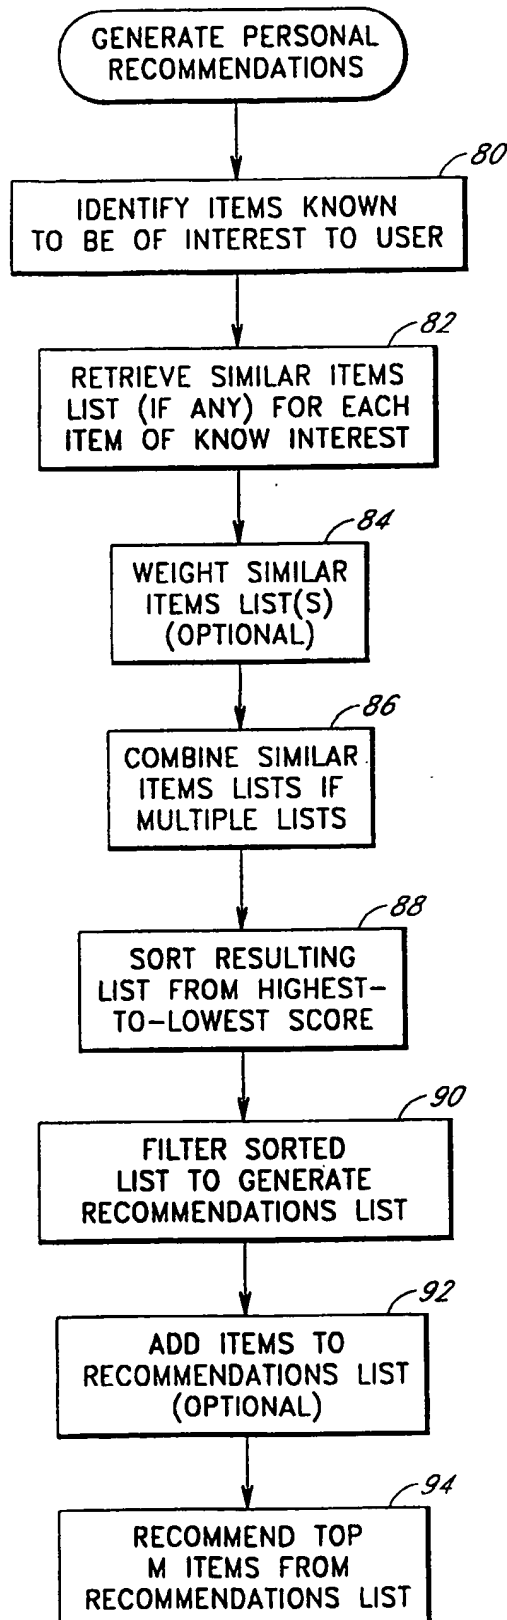 GENERATE PERSONAL
RECOMMENDATIONS
80
IDENTIFY ITEMS KNOWN
TO BE OF INTEREST TO USER
82
RETRIEVE SIMILAR ITEMS
LIST (IF ANY) FOR EACH
ITEM OF KNOW INTEREST
84
WEIGHT SIMILAR
ITEMS LIST(S)
(OPTIONAL)
86
COMBINE SIMILAR
ITEMS LISTS IF
MULTIPLE LISTS
88
SORT RESULTING
LIST FROM HIGHEST-
TO-LOWEST SCORE
90
FILTER SORTED
LIST TO GENERATE
RECOMMENDATIONS LIST
92
ADD ITEMS TO
RECOMMENDATIONS LIST
(OPTIONAL)
94
RECOMMEND TOP
M ITEMS FROM
RECOMMENDATIONS LIST